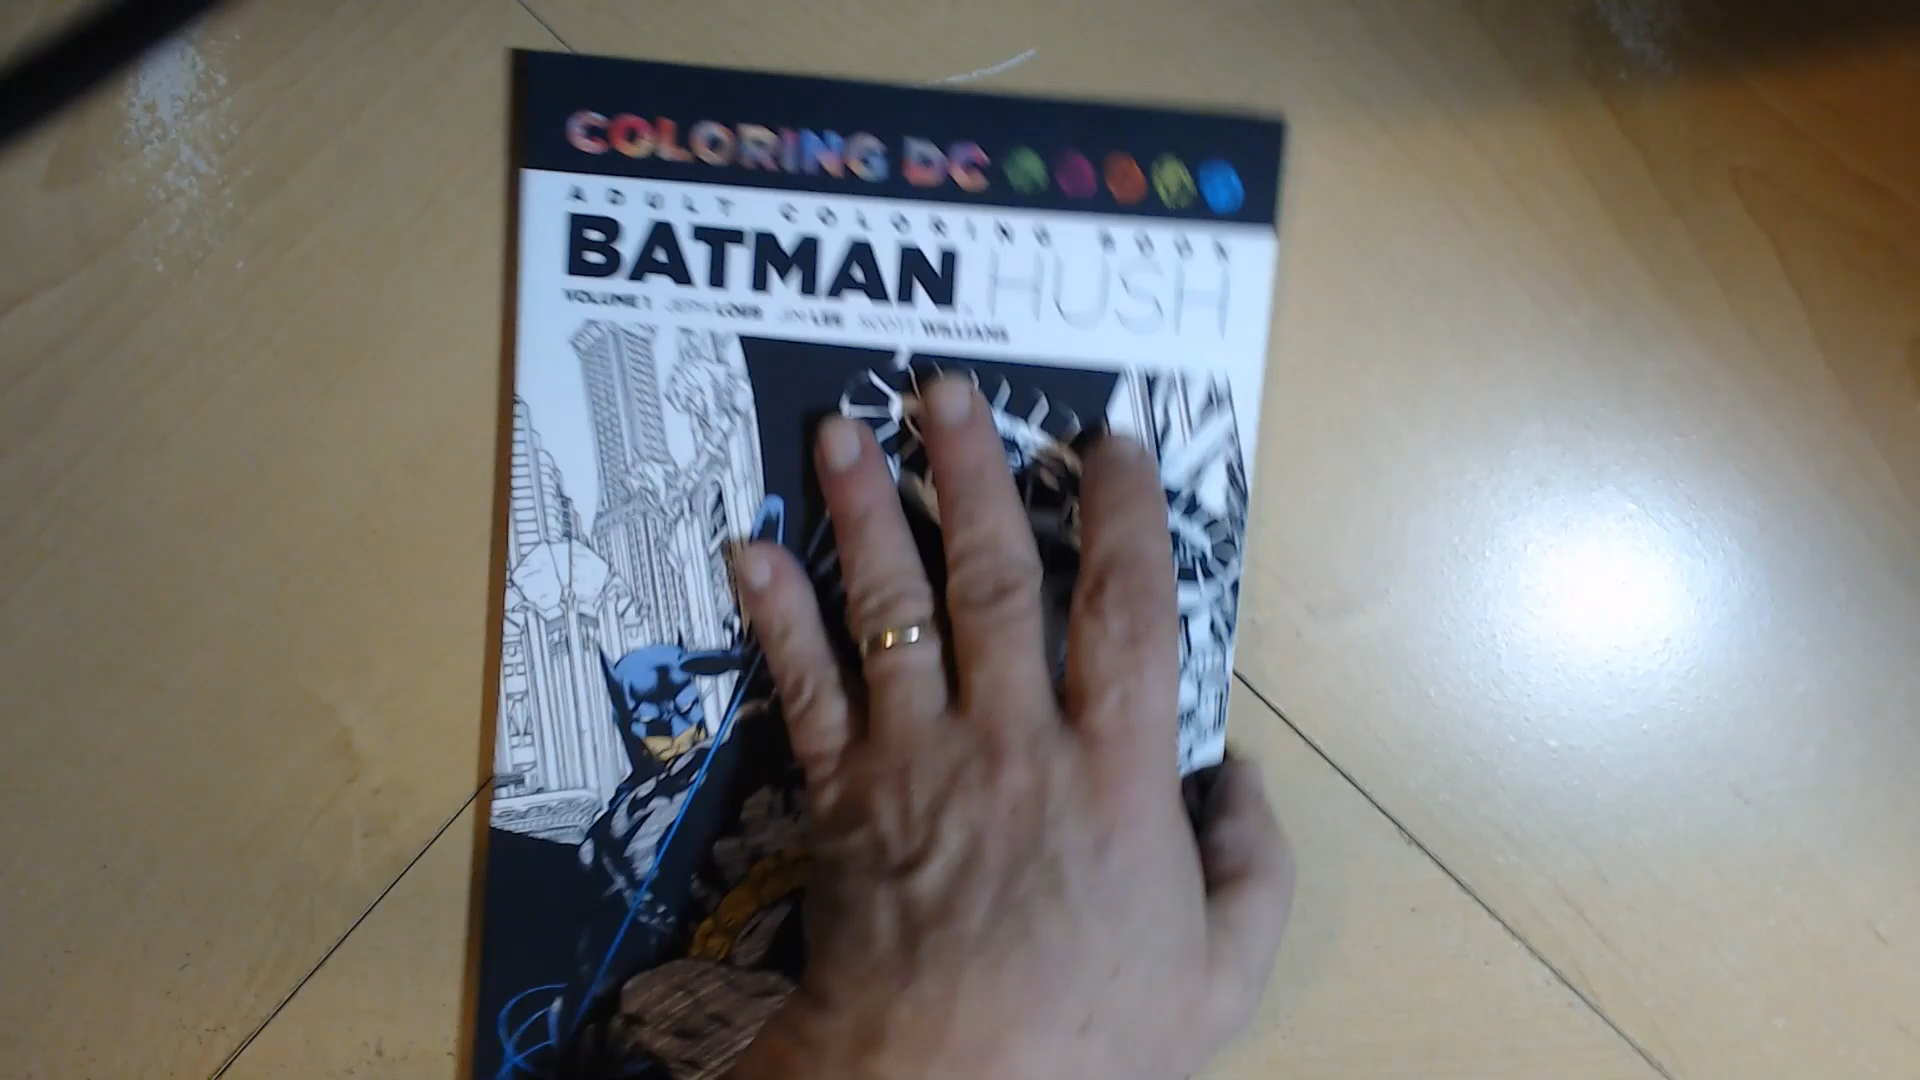 COLORING DC
ADULT COLORING BOOK
BATMAN HUSH
VOLUME 1 JEPH LOEB JIM LEE SCOTT WILLIAMS